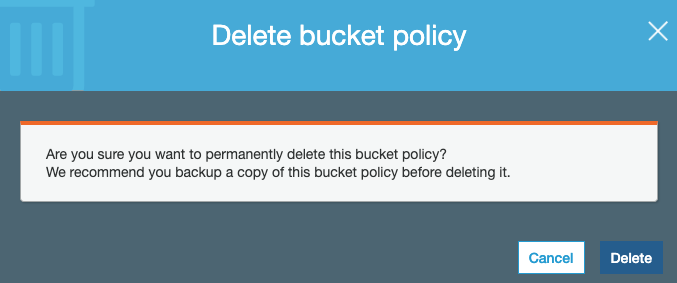 Delete bucket policy
Are you sure you want to permanently delete this bucket policy?
We recommend you backup a copy of this bucket policy before deleting it.
Cancel Delete